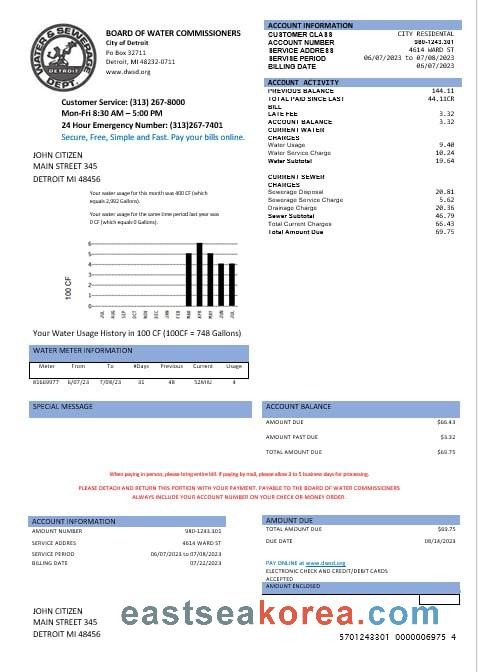 WATER & SEWERAGE
DETROIT
DEPT.
BOARD OF WATER COMMISSIONERS
City of Detroit
Po Box 32711
Detroit, MI 48232-0711
www.dwsd.org
Customer Service: (313) 267-8000
Mon-Fri 8:30 AM – 5:00 PM
24 Hour Emergency Number: (313)267-7401
Secure, Free, Simple and Fast. Pay your bills online.
JOHN CITIZEN
MAIN STREET 345
DETROIT MI 48456
ACCOUNT INFORMATION
CUSTOMER CLASS CITY RESIDENTAL
ACCOUNT NUMBER 980-1243.301
SERVICE ADDRESS 4614 WARD ST
SERVISE PERIOD 06/07/2023 to 07/08/2023
BILLING DATE 06/07/2023
ACCOUNT ACTIVITY
PREVIOUS BALANCE 144.11
TOTAL PAID SINCE LAST 44.11CR
BILL
LATE FEE 3.32
ACCOUNT BALANCE 3.32
CURRENT WATER
CHARGES
Water Usage 9.40
Water Service Charge 10.24
Water Subtotal 19.64
CURRENT SEWER
CHARGES
Sewerage Disposal 20.81
Sewerage Service Charge 5.62
Drainage Charge 20.36
Sewer Subtotal 46.79
Total Current Charges 66.43
Total Amount Due 69.75
Your water usage for this month was 400 CF (which
equals 2,992 Gallons).
Your water usage for the same time period last year was
0 CF (which equals 0 Gallons).
100 CF
6
5
4
3
2
1
0
JUL AUG SEP OCT NOV DEC JAN FEB MAR APR MAY JUN JUL
Your Water Usage History in 100 CF (100CF = 748 Gallons)
WATER METER INFORMATION
Meter From To #Days Previous Current Usage
81669977 6/07/23 7/08/23 31 48 4
SPECIAL MESSAGE
ACCOUNT BALANCE
AMOUNT DUE $66.43
AMOUNT PAST DUE $3.32
TOTAL AMOUNT DUE $69.75
When paying in person, please bring entire bill. If paying by mail, please allow 3 to 5 business days for processing.
PLEASE DETACH AND RETURN THIS PORTION WITH YOUR PAYMENT, PAYABLE TO THE BOARD OF WATER COMMISSIONERS
ALWAYS INCLUDE YOUR ACCOUNT NUMBER ON YOUR CHECK OR MONEY ORDER.
ACCOUNT INFORMATION
AMOUNT NUMBER 980-1243.301
SERVICE ADDRES 4614 WARD ST
SERVICE PERIOD 06/07/2023 to 07/08/2023
BILLING DATE 07/22/2023
AMOUNT DUE
TOTAL AMOUNT DUE $69.75
DUE DATE 08/14/2023
PAY ONLINE at www.dwsd.org
ELECTRONIC CHECK AND CREDIT/DEBIT CARDS
ACCEPTED
AMOUNT ENCLOSED
JOHN CITIZEN
MAIN STREET 345
DETROIT MI 48456
eastseakorea.com
5701243301 0000006975 4